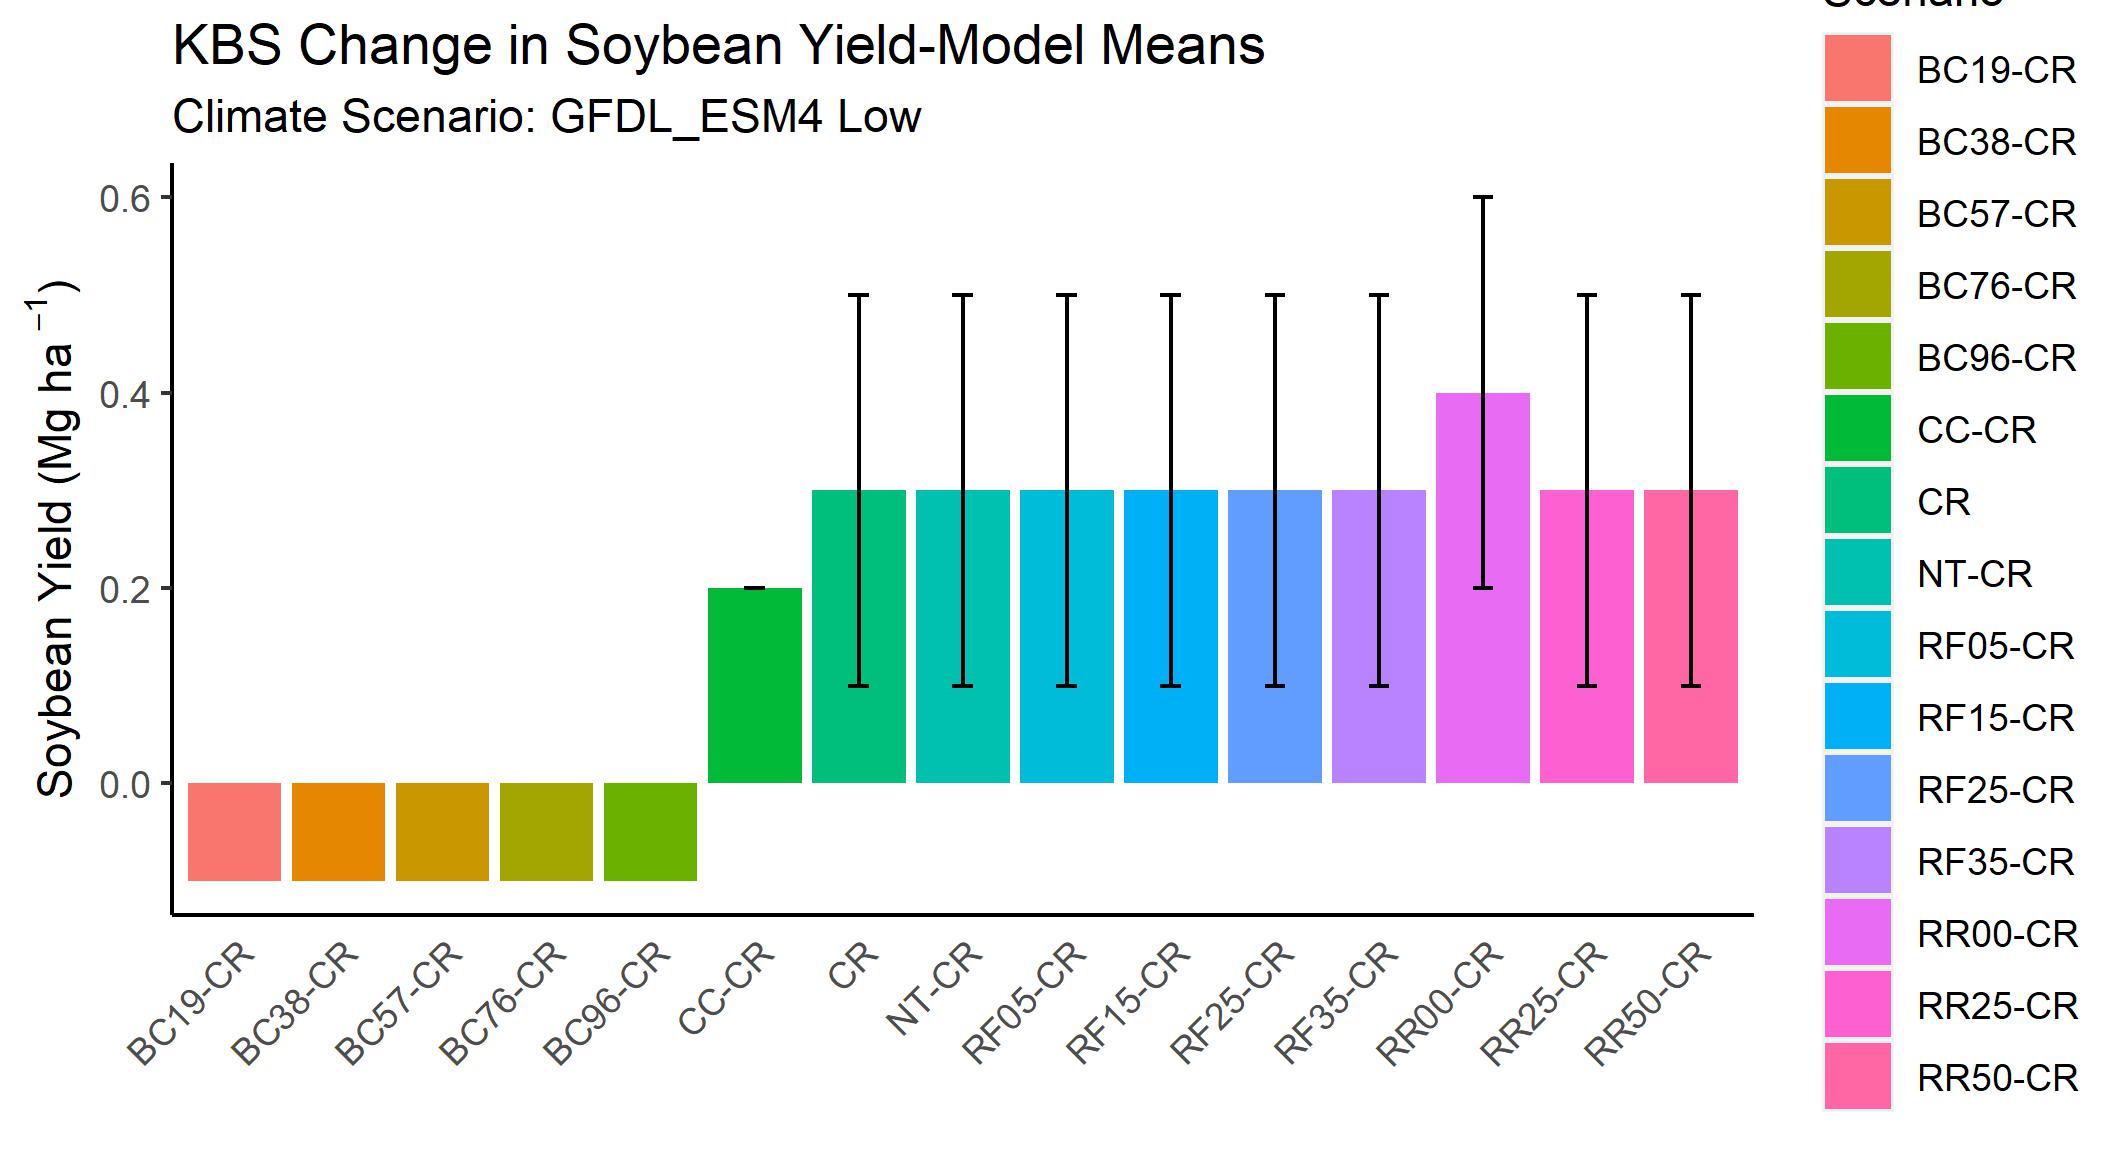 KBS Change in Soybean Yield-Model Means
Climate Scenario: GFDL_ESM4 Low
Soybean Yield (Mg ha −1)
0.6
0.4
0.2
0.0
BC19-CR
BC38-CR
BC57-CR
BC76-CR
BC96-CR
CC-CR
CR
NT-CR
RF05-CR
RF15-CR
RF25-CR
RF35-CR
RR00-CR
RR25-CR
RR50-CR
Scenario
BC19-CR
BC38-CR
BC57-CR
BC76-CR
BC96-CR
CC-CR
CR
NT-CR
RF05-CR
RF15-CR
RF25-CR
RF35-CR
RR00-CR
RR25-CR
RR50-CR